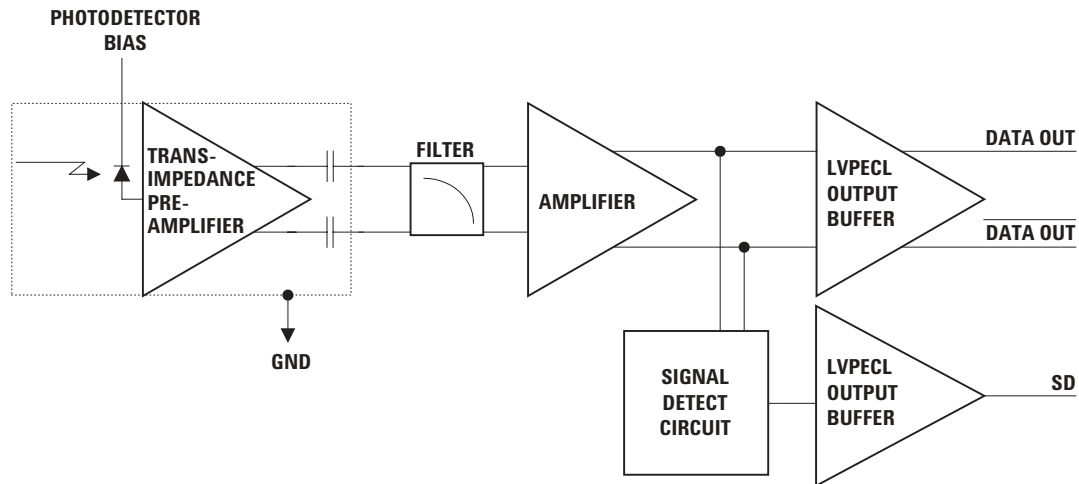 PHOTODETECTOR
BIAS
TRANS-
IMPEDANCE
PRE-
AMPLIFIER
GND
FILTER
AMPLIFIER
SIGNAL
DETECT
CIRCUIT
LVPECL
OUTPUT
BUFFER
DATA OUT
DATA OUT
LVPECL
OUTPUT
BUFFER
SD